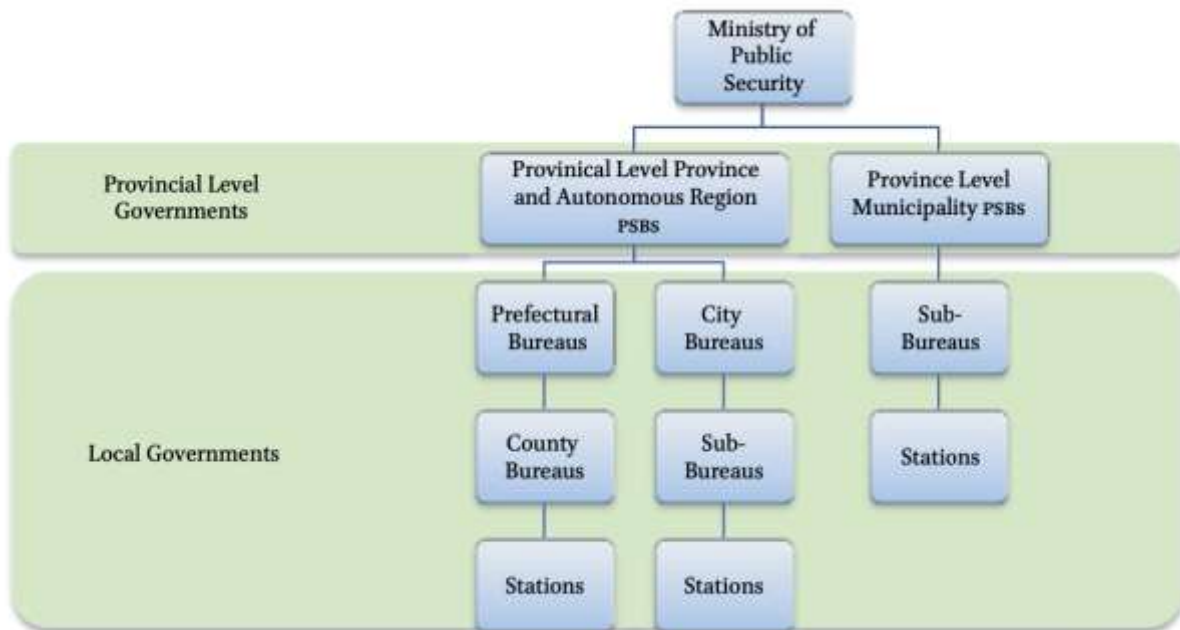 Ministry of
Public
Security
Provincial Level
Governments
Provinical Level Province
and Autonomous Region
PSBS
Province Level
Municipality PSBS
Prefectural
Bureaus
City
Bureaus
Sub-
Bureaus
Local Governments
County
Bureaus
Sub-
Bureaus
Stations
Stations
Stations